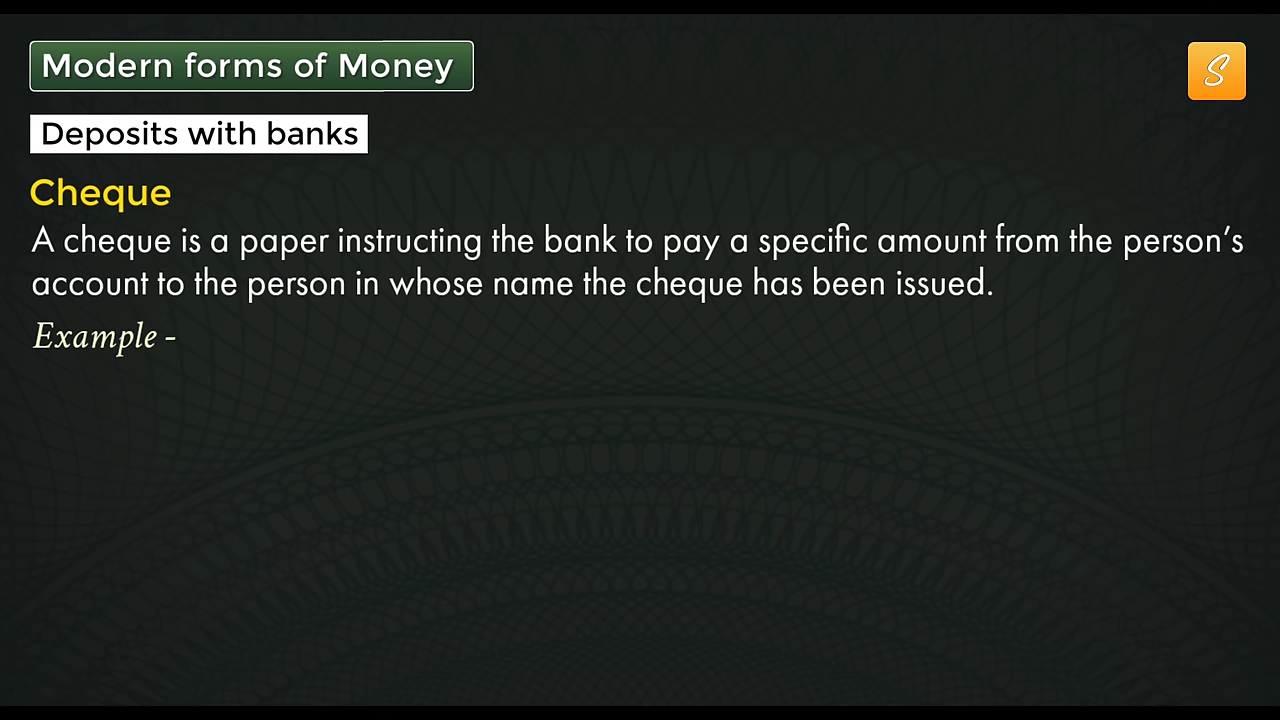 Modern forms of Money
S
Deposits with banks
Cheque
A cheque is a paper instructing the bank to pay a specific amount from the person’s
account to the person in whose name the cheque has been issued.
Example -